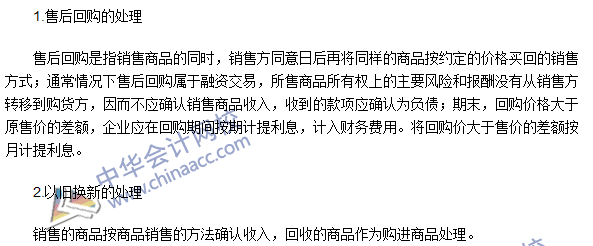 1.售后回购的处理
售后回购是指销售商品的同时，销售方同意日后再将同样的商品按约定的价格买回的销售
方式；通常情况下售后回购属于融资交易，所售商品所有权上的主要风险和报酬没有从销售方
转移到购货方，因而不应确认销售商品收入，收到的款项应确认为负债；期末，回购价格大于
原售价的差额，企业应在回购期间按期计提利息，计入财务费用。将回购价大于售价的差额按
月计提利息。
中华会计网校
www.chinaacc.com
2.以旧换新的处理
销售的商品按商品销售的方法确认收入，回收的商品作为购进商品处理。